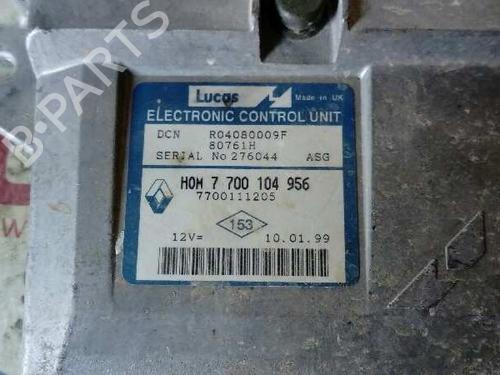 B-PARTS
Lucas
Made in UK
ELECTRONIC CONTROL UNIT
DCN R04080009F
80761H
SERIAL No 276044 ASG
HOM 7 700 104 956
7700111205
153
12V= 10.01.99